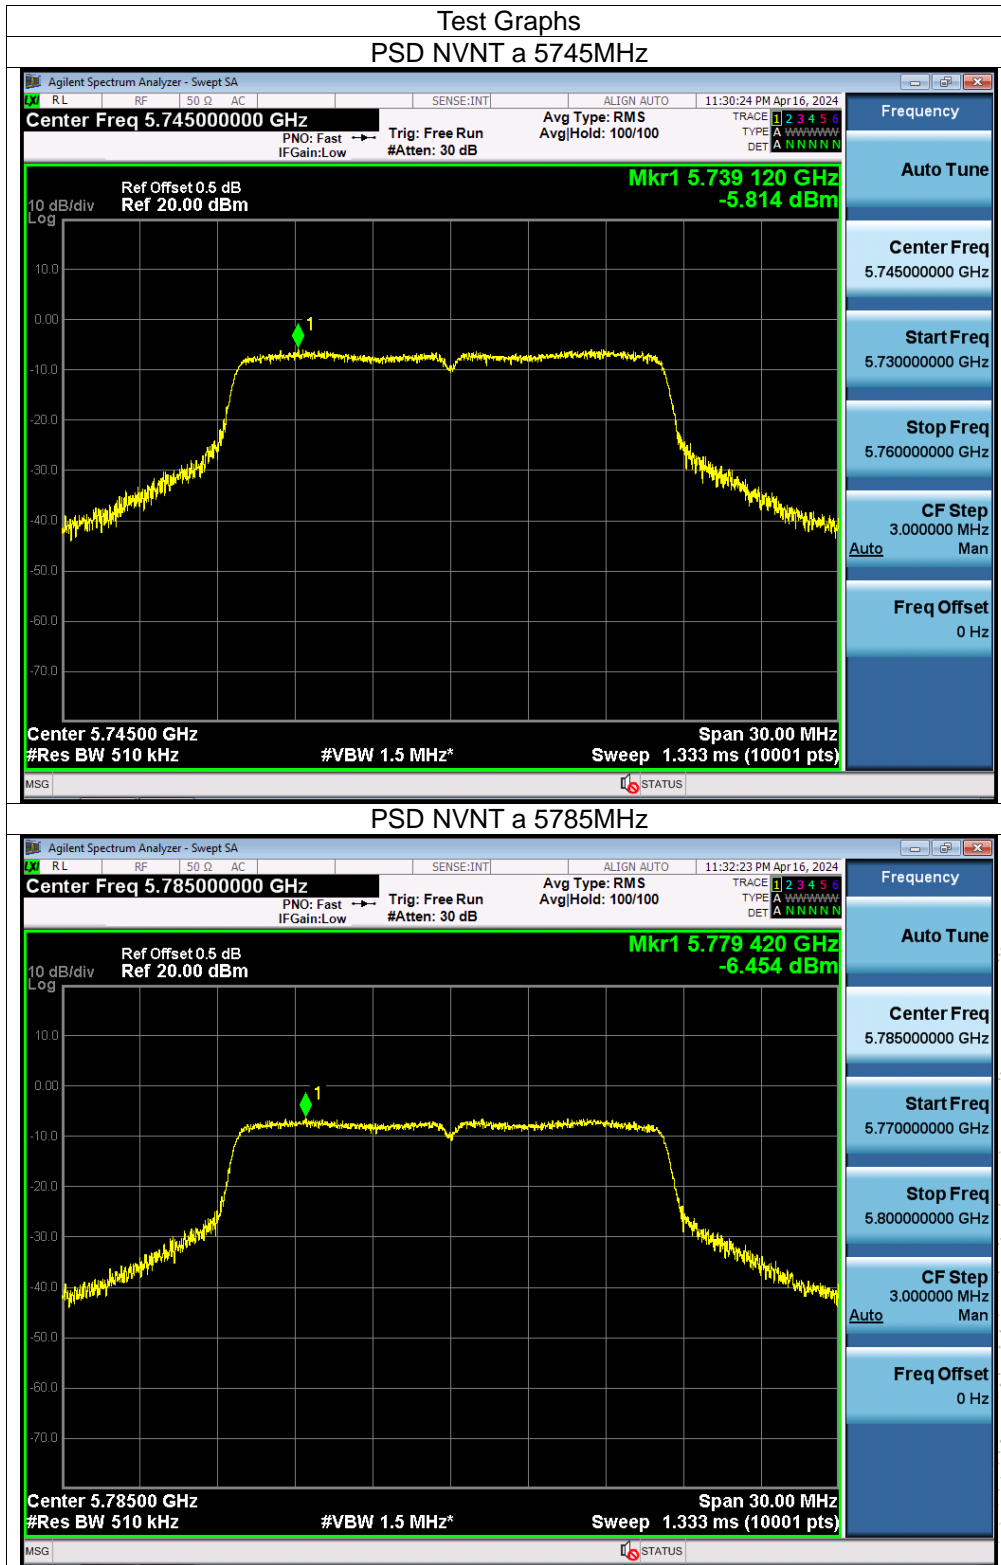 Test Graphs
PSD NVNT a 5745MHz
Agilent Spectrum Analyzer - Swept SA
LXI RL RF 50 Ω AC SENSE:INT ALIGN AUTO 11:30:24 PM Apr 16, 2024
Center Freq 5.745000000 GHz
PNO: Fast
IFGain:Low
Trig: Free Run
#Atten: 30 dB
Avg Type: RMS
Avg|Hold: 100/100
TRACE 1 2 3 4 5 6
TYPE A WWWWW
DET A N N N N N
Frequency
Auto Tune
Center Freq
5.745000000 GHz
Start Freq
5.730000000 GHz
Stop Freq
5.760000000 GHz
CF Step
3.000000 MHz
Auto Man
Freq Offset
0 Hz
Mkr1 5.739 120 GHz
-5.814 dBm
Ref Offset 0.5 dB
10 dB/div Ref 20.00 dBm
Log
10.0
0.00
-10.0
-20.0
-30.0
-40.0
-50.0
-60.0
-70.0
1
Center 5.74500 GHz Span 30.00 MHz
#Res BW 510 kHz #VBW 1.5 MHz* Sweep 1.333 ms (10001 pts)
MSG STATUS
PSD NVNT a 5785MHz
Agilent Spectrum Analyzer - Swept SA
LXI RL RF 50 Ω AC SENSE:INT ALIGN AUTO 11:32:23 PM Apr 16, 2024
Center Freq 5.785000000 GHz
PNO: Fast
IFGain:Low
Trig: Free Run
#Atten: 30 dB
Avg Type: RMS
Avg|Hold: 100/100
TRACE 1 2 3 4 5 6
TYPE A WWWWW
DET A N N N N N
Frequency
Auto Tune
Center Freq
5.785000000 GHz
Start Freq
5.770000000 GHz
Stop Freq
5.800000000 GHz
CF Step
3.000000 MHz
Auto Man
Freq Offset
0 Hz
Mkr1 5.779 420 GHz
-6.454 dBm
Ref Offset 0.5 dB
10 dB/div Ref 20.00 dBm
Log
10.0
0.00
-10.0
-20.0
-30.0
-40.0
-50.0
-60.0
-70.0
1
Center 5.78500 GHz Span 30.00 MHz
#Res BW 510 kHz #VBW 1.5 MHz* Sweep 1.333 ms (10001 pts)
MSG STATUS